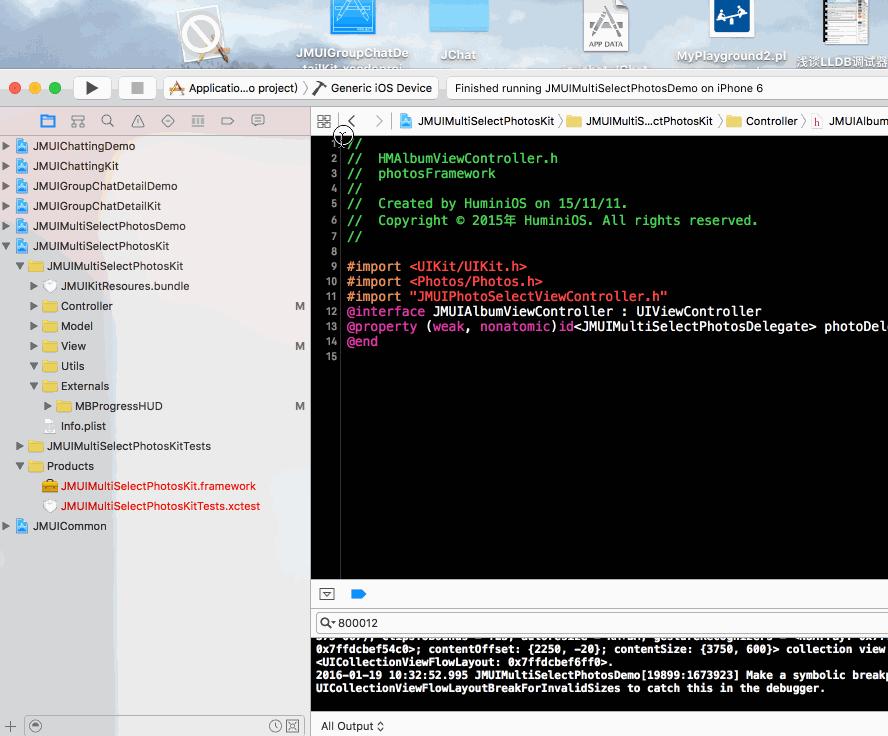 APP DATA
JMUIGroupChatDe
JChat
MyPlayground2.pl
浅谈LLDB调试器
Applicatio...o project)
Generic iOS Device
Finished running JMUIMultiSelectPhotosDemo on iPhone 6
JMUIMultiSelectPhotosKit
JMUIMulti S...ctPhotosKit
Controller
h
JMUIAlbum
JMUIChattingDemo
JMUIChattingKit
JMUIGroupChatDetailDemo
JMUIGroupChatDetailKit
JMUIMultiSelectPhotosDemo
JMUIMultiSelectPhotosKit
JMUIMultiSelectPhotosKit
JMUIKitResoures.bundle
Controller M
Model
View M
Utils
Externals
MBProgressHUD M
Info.plist
JMUIMultiSelectPhotosKitTests
Products
JMUIMultiSelectPhotosKit.framework
JMUIMultiSelectPhotosKitTests.xctest
JMUICommon
1 //
2 // HMAlbumViewController.h
3 // photosFramework
4 //
5 // Created by HuminiOS on 15/11/11.
6 // Copyright © 2015年 HuminiOS. All rights reserved.
7 //
8
9 #import <UIKit/UIKit.h>
10 #import <Photos/Photos.h>
11 #import "JMUIPhotoSelectViewController.h"
12 @interface JMUIAlbumViewController : UIViewController
13 @property (weak, nonatomic)id<JMUIMultiSelectPhotosDelegate> photoDel
14 @end
15
800012
0x7ffdcbef54c0>; contentOffset: {2250, -20}; contentSize: {3750, 600}> collection view
<UICollectionViewFlowLayout: 0x7ffdcbef6ff0>.
2016-01-19 10:32:52.995 JMUIMultiSelectPhotosDemo[19899:1673923] Make a symbolic breakp
UICollectionViewFlowLayoutBreakForInvalidSizes to catch this in the debugger.
All Output